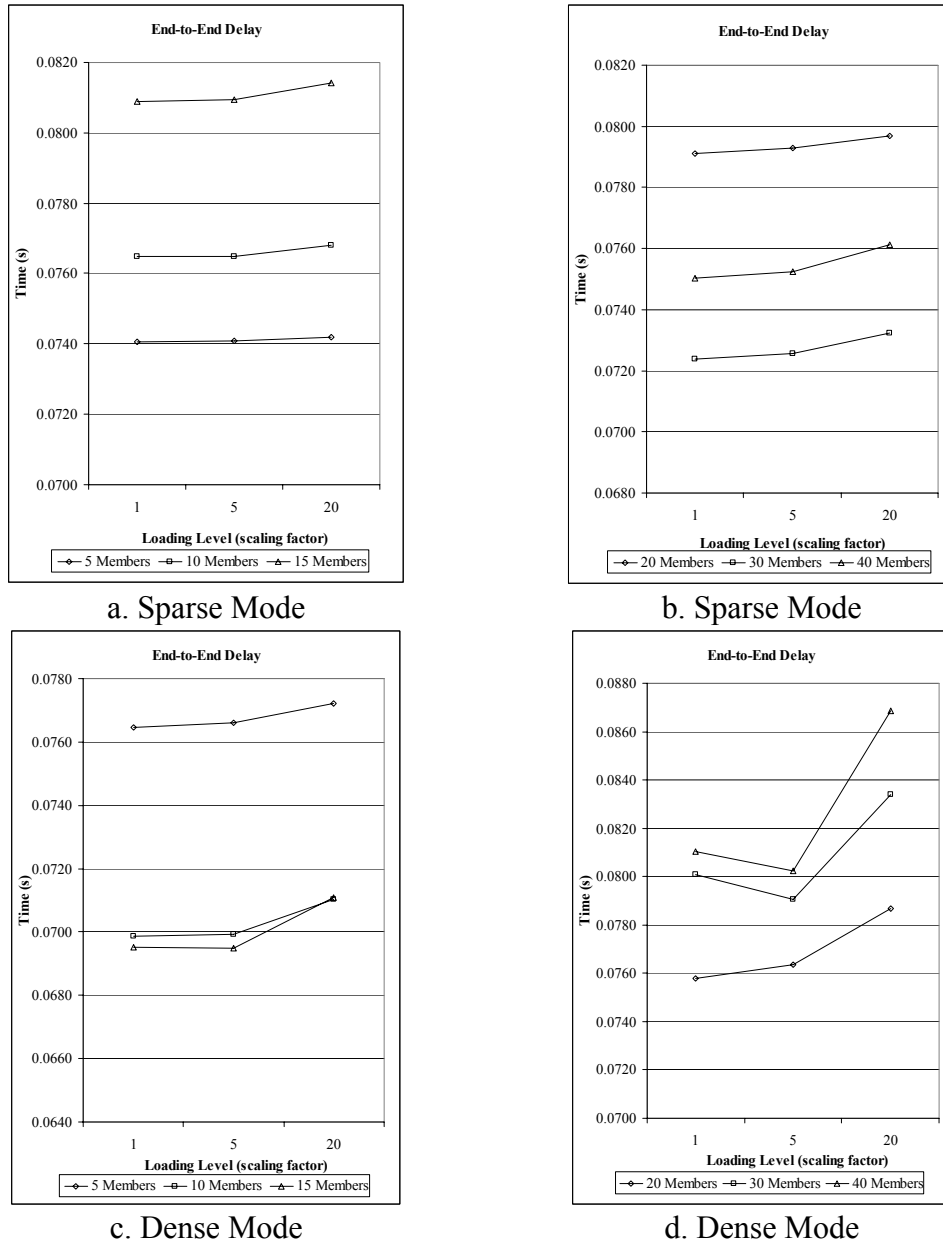 End-to-End Delay
0.0820
0.0800
0.0780
0.0760
0.0740
0.0720
0.0700
Time (s)
1 5 20
Loading Level (scaling factor)
5 Members 10 Members 15 Members
a. Sparse Mode
End-to-End Delay
0.0820
0.0800
0.0780
0.0760
0.0740
0.0720
0.0700
0.0680
Time (s)
1 5 20
Loading Level (scaling factor)
20 Members 30 Members 40 Members
b. Sparse Mode
End-to-End Delay
0.0780
0.0760
0.0740
0.0720
0.0700
0.0680
0.0660
0.0640
Time (s)
1 5 20
Loading Level (scaling factor)
5 Members 10 Members 15 Members
c. Dense Mode
End-to-End Delay
0.0880
0.0860
0.0840
0.0820
0.0800
0.0780
0.0760
0.0740
0.0720
0.0700
Time (s)
1 5 20
Loading Level (scaling factor)
20 Members 30 Members 40 Members
d. Dense Mode